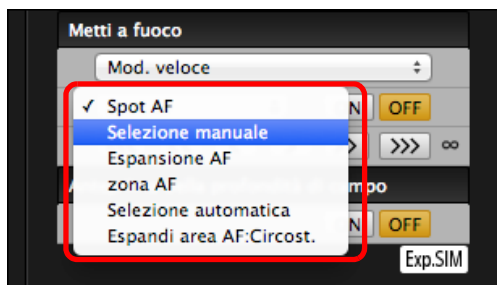 Metti a fuoco
Mod. veloce
✓ Spot AF
N OFF
Selezione manuale
Espansione AF
>>> ∞
zona AF
mpo
Selezione automatica
Espandi area AF:Circost.
N OFF
Exp.SIM